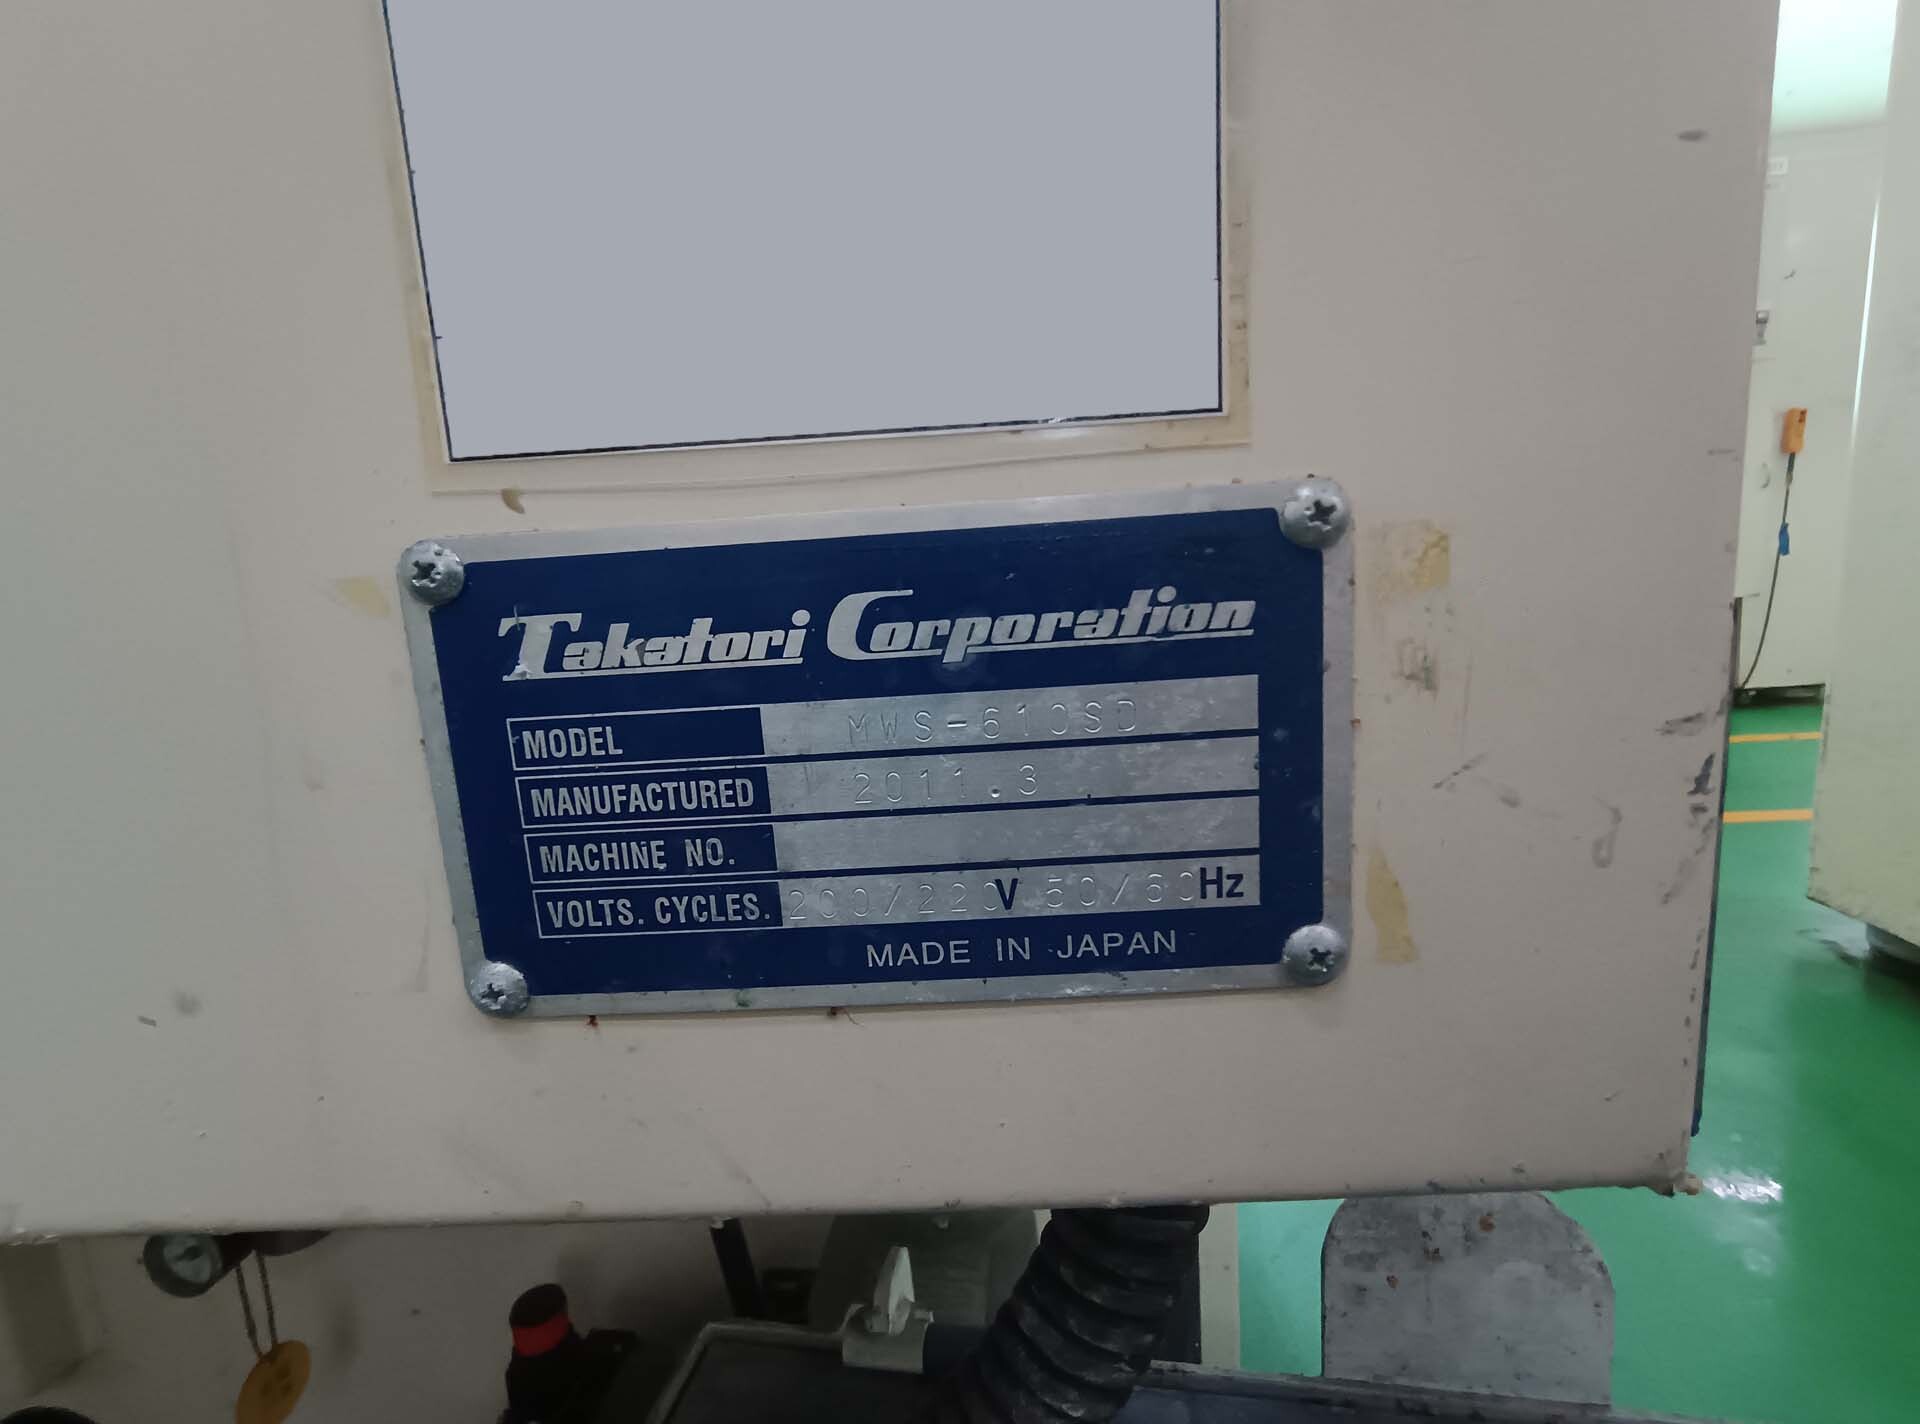 Takatori Corporation
MODEL MWS-610SD
MANUFACTURED 2011.3
MACHINE NO.
VOLTS. CYCLES. 200/220V 50/60Hz
MADE IN JAPAN